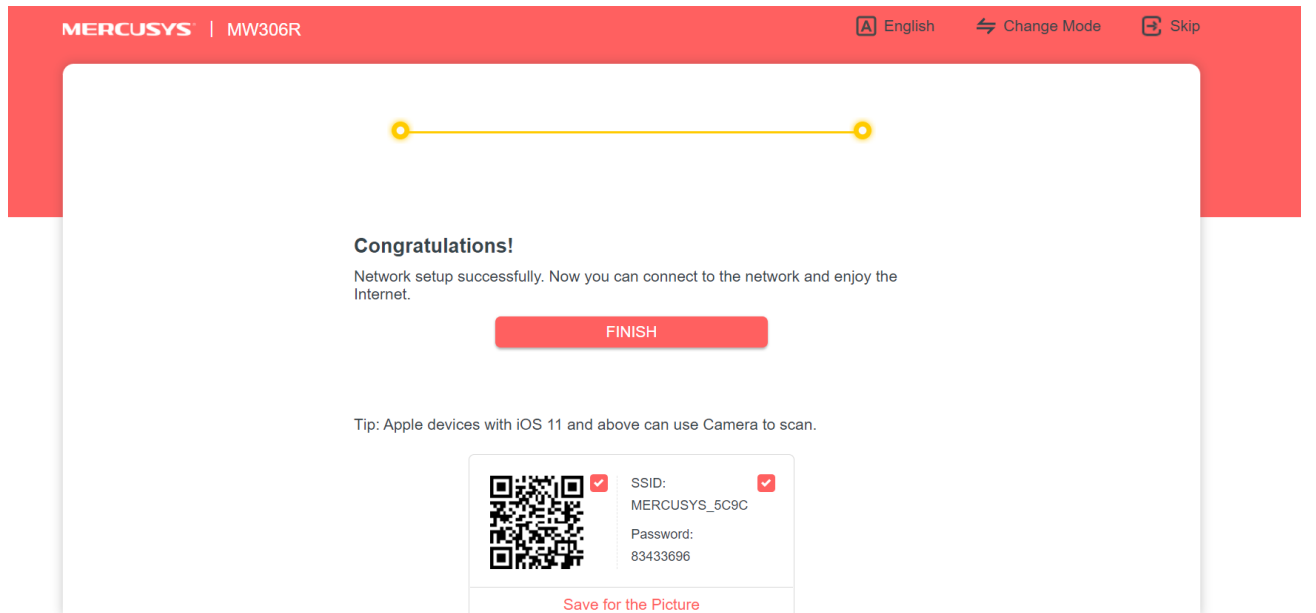 MERCUSYS | MW306R
English
Change Mode
Skip
Congratulations!
Network setup successfully. Now you can connect to the network and enjoy the
Internet.
FINISH
Tip: Apple devices with iOS 11 and above can use Camera to scan.
SSID:
MERCUSYS_5C9C
Password:
83433696
Save for the Picture